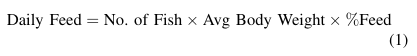 Daily Feed = No. of Fish × Avg Body Weight × %Feed
(1)